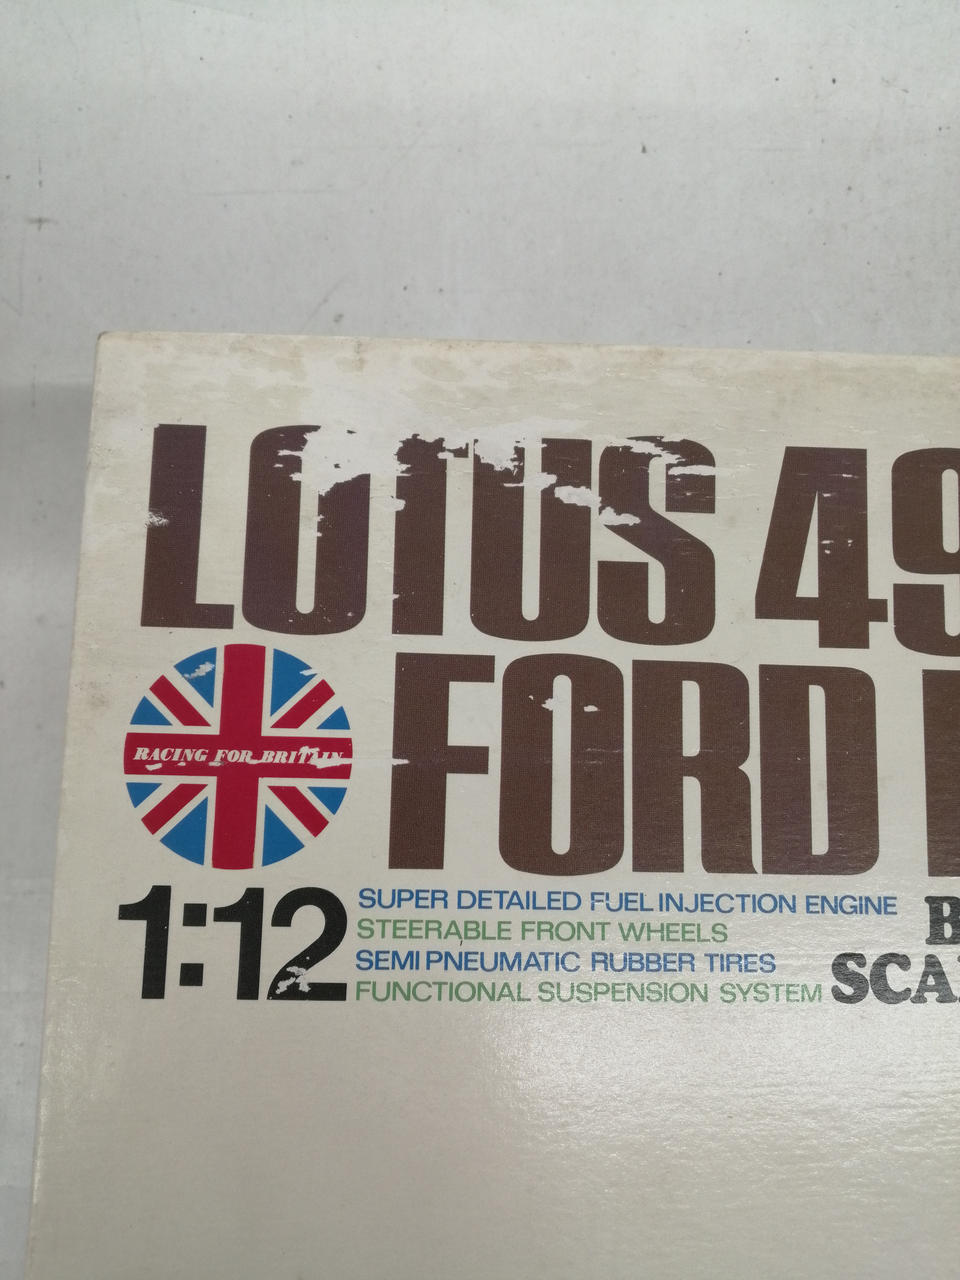 LOTUS 49
FORD
RACING FOR BRITAIN
1:12
SUPER DETAILED FUEL INJECTION ENGINE
STEERABLE FRONT WHEELS
SEMI PNEUMATIC RUBBER TIRES
FUNCTIONAL SUSPENSION SYSTEM